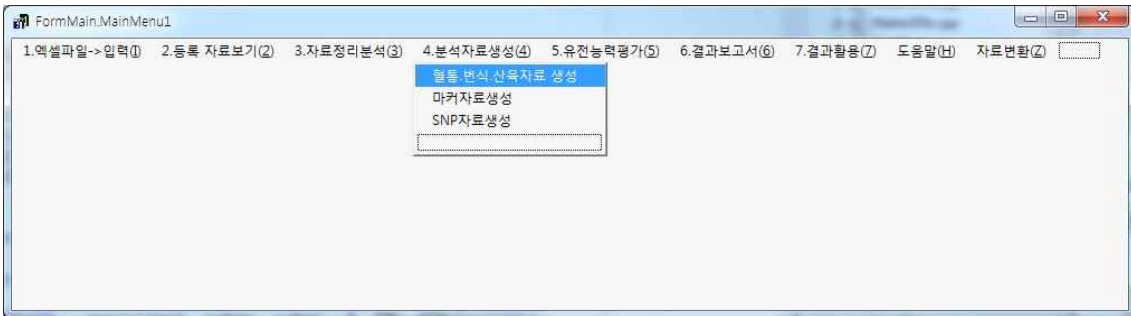 FormMain.MainMenu1
1.엑셀파일->입력(I) 2.등록 자료보기(2) 3.자료정리분석(3) 4.분석자료생성(4) 5.유전능력평가(5) 6.결과보고서(6) 7.결과활용(7) 도움말(H) 자료변환(Z)
혈통.번식.산육자료 생성
마커자료생성
SNP자료생성